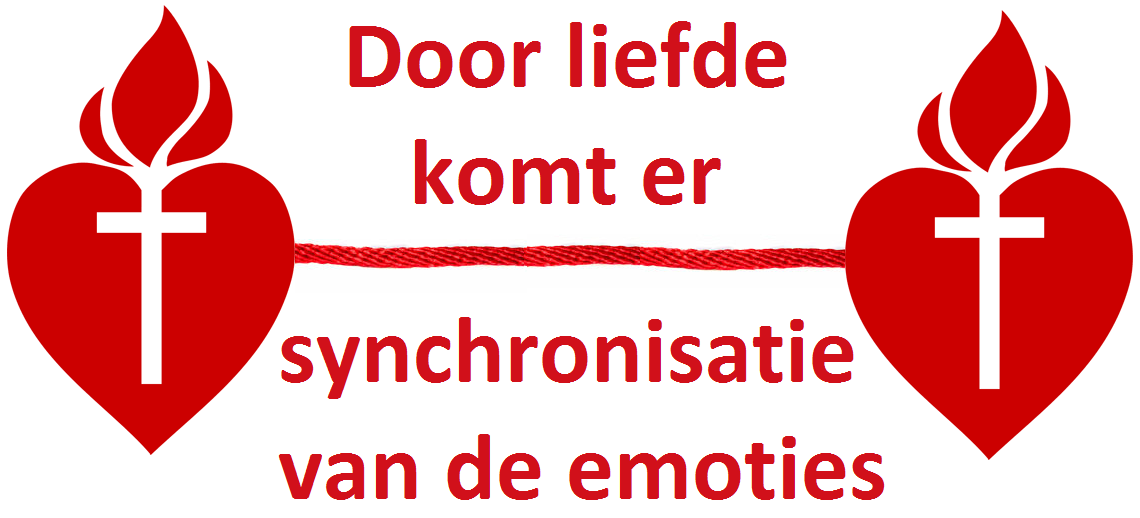 Door liefde
komt er
synchronisatie
van de emoties